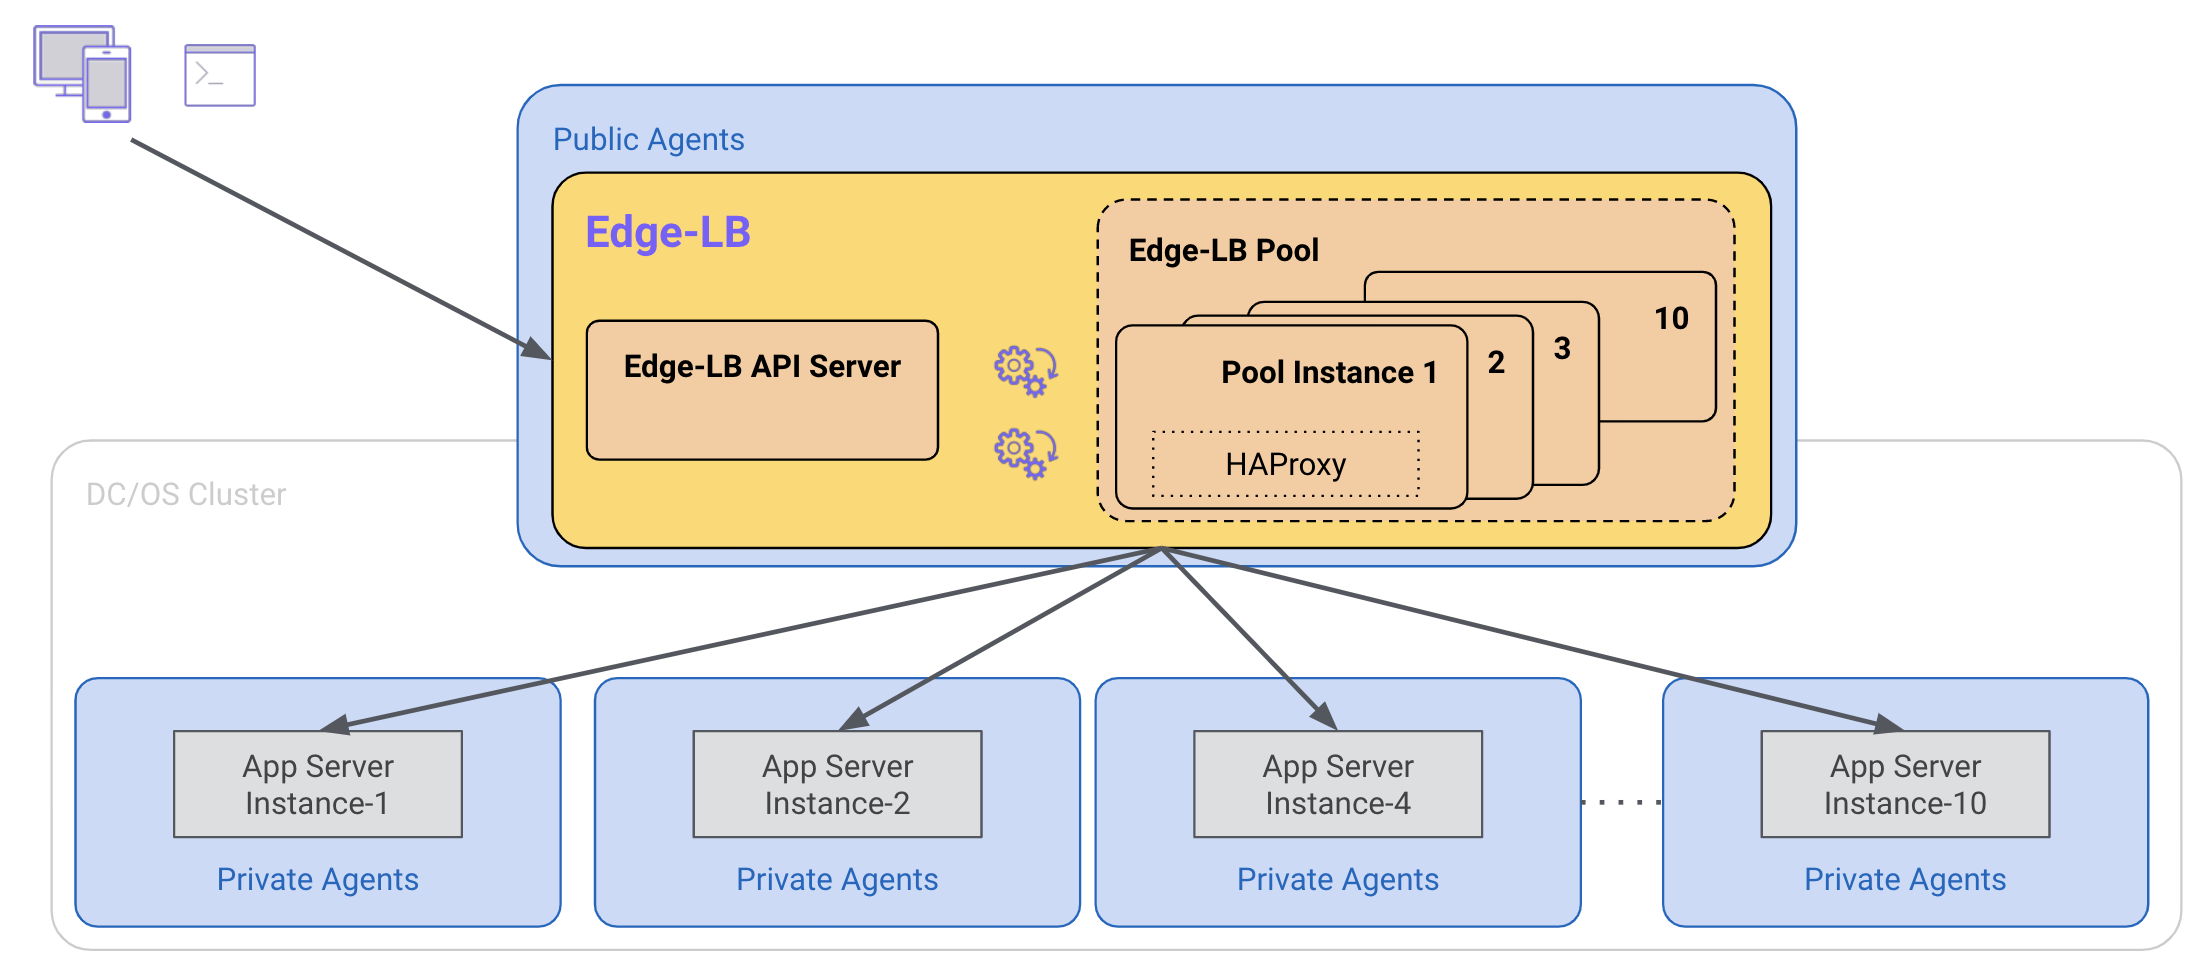 >_
Public Agents
Edge-LB
Edge-LB Pool
10
3
2
Pool Instance 1
Edge-LB API Server
HAProxy
DC/OS Cluster
App Server
Instance-1
Private Agents
App Server
Instance-2
Private Agents
App Server
Instance-4
Private Agents
.....
App Server
Instance-10
Private Agents